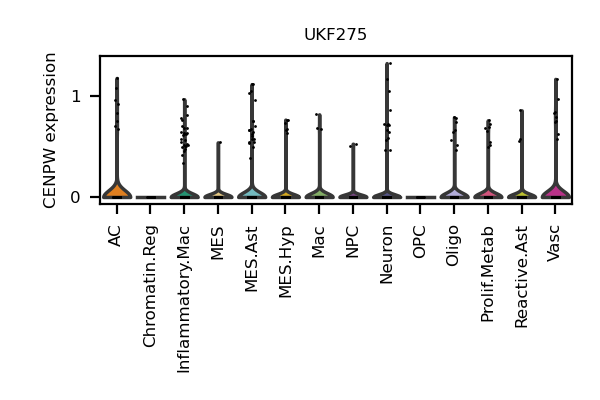 UKF275
CENPW expression
1
0
AC
Chromatin.Reg
Inflammatory.Mac
MES
MES.Ast
MES.Hyp
Mac
NPC
Neuron
OPC
Oligo
Prolif.Metab
Reactive.Ast
Vasc